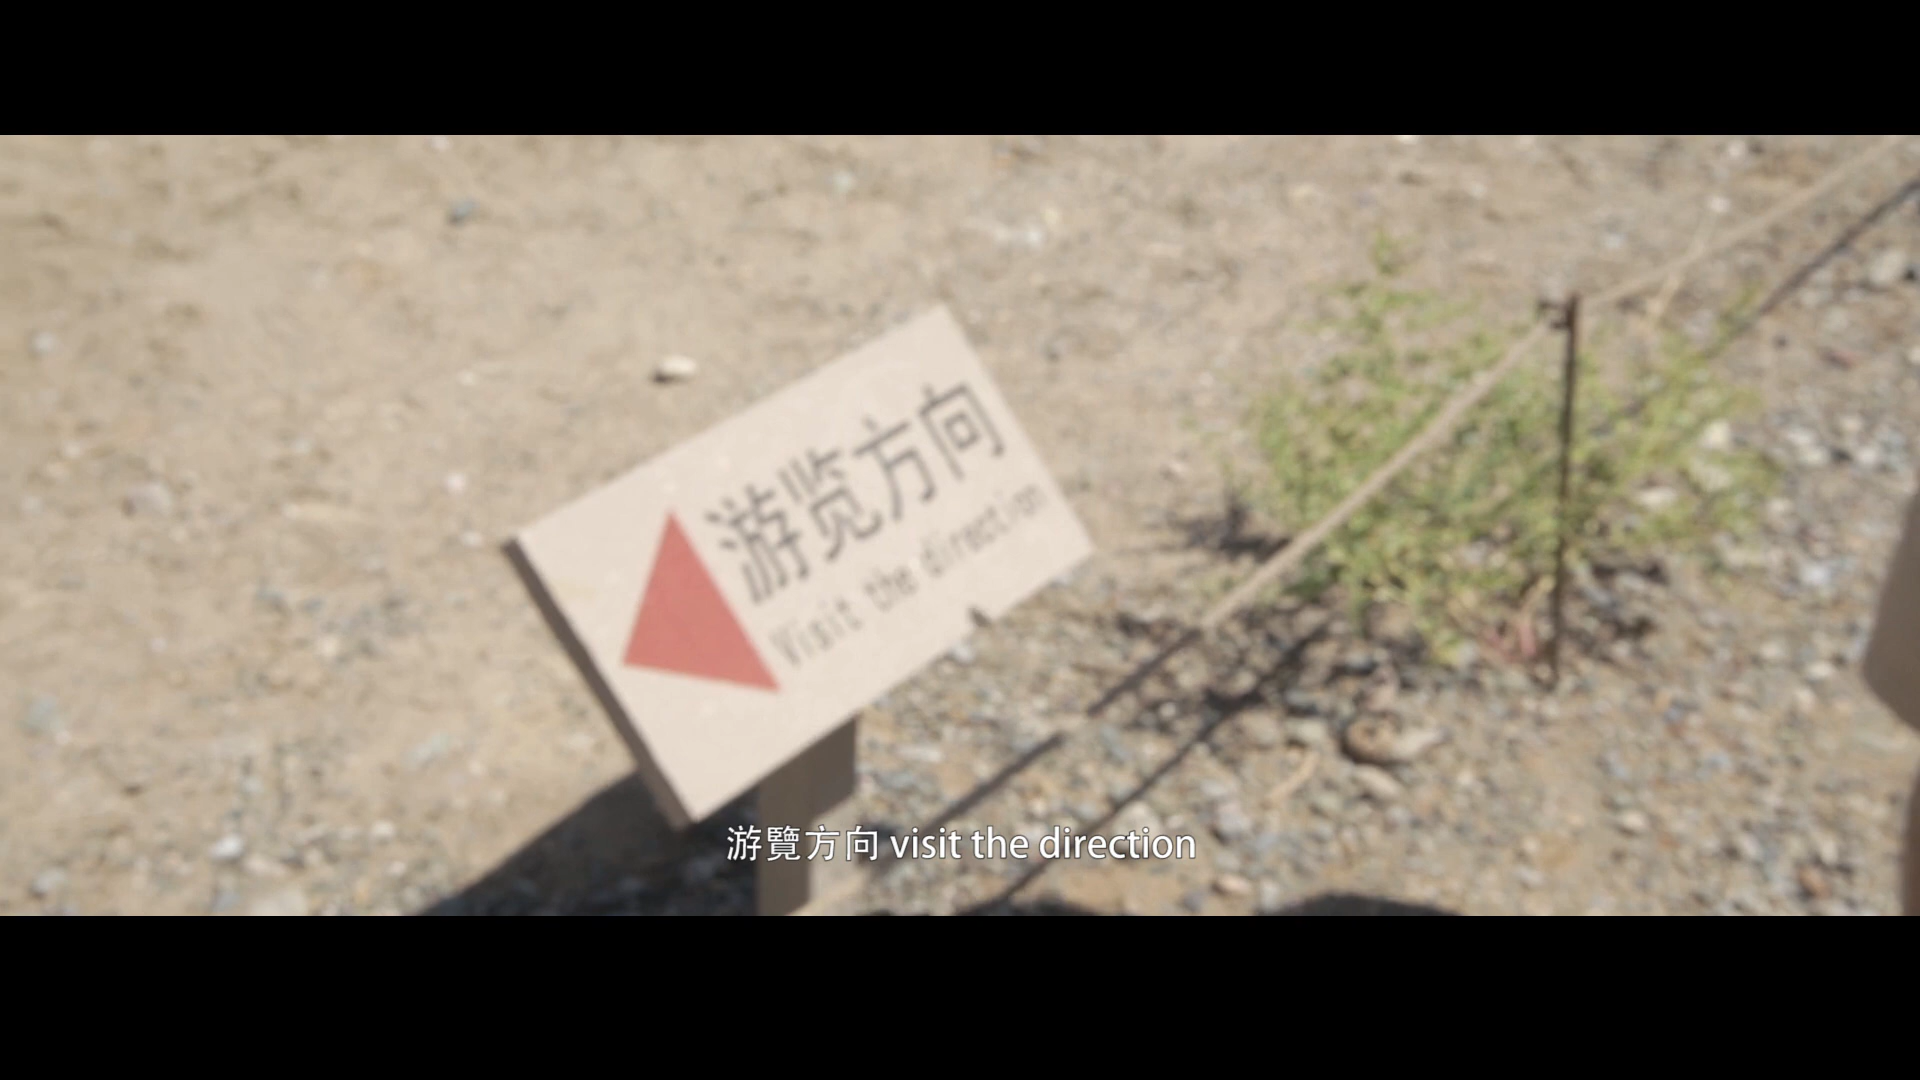 游览方向
Visit the direction
游覽方向 visit the direction